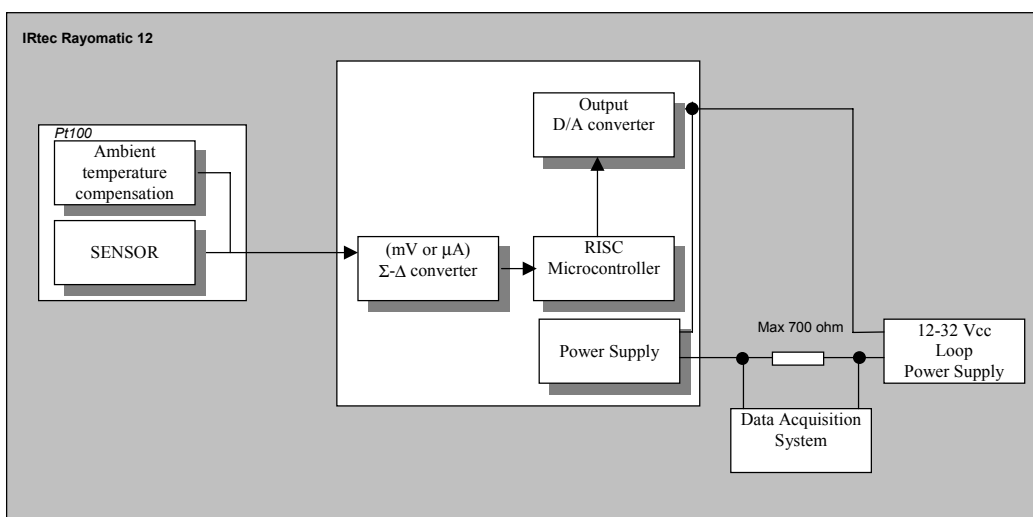 IRtec Rayomatic 12
Output
D/A converter
Pt100
Ambient
temperature
compensation
SENSOR
(mV or µA)
Σ-Δ converter
RISC
Microcontroller
Power Supply
Max 700 ohm
12-32 Vcc
Loop
Power Supply
Data Acquisition
System